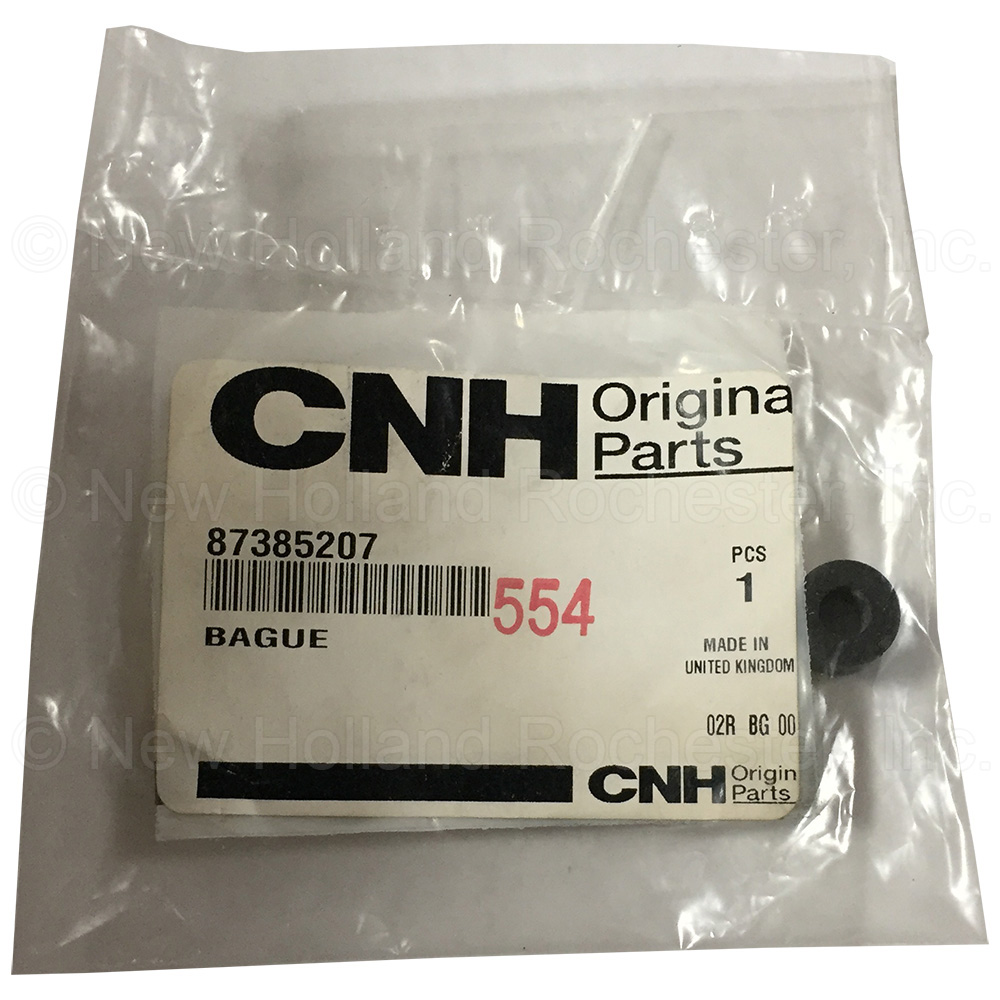 © New Holland Rochester, Inc.
CNH Origina
Parts
© New Holland Rochester, Inc.
87385207
PCS
1
554
BAGUE
MADE IN
UNITED KINGDOM
02R BG 00
© New Holland Rochester, Inc.
CNH Origin
Parts